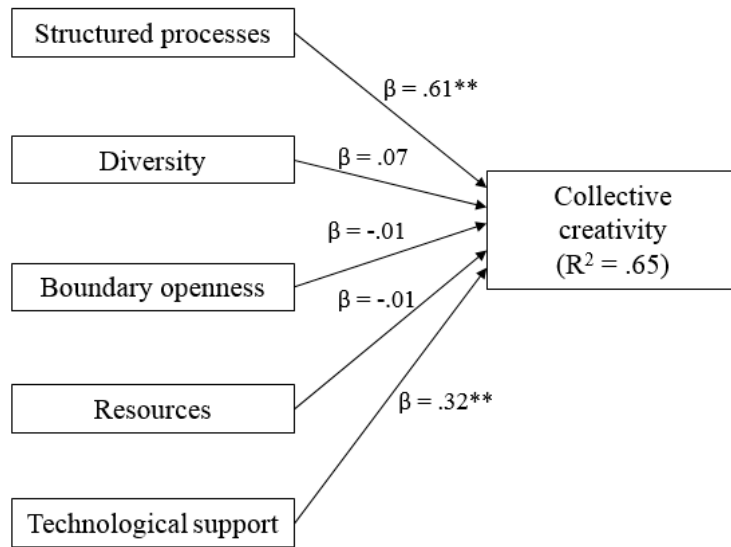 Structured processes
β = .61**
Diversity
β = .07
Collective
creativity
(R² = .65)
β = -.01
Boundary openness
β = -.01
Resources
β = .32**
Technological support